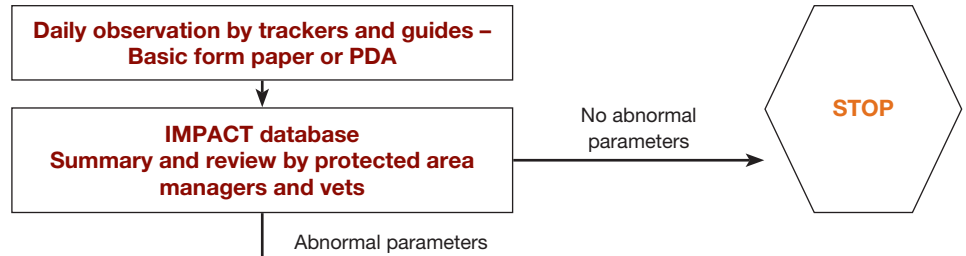 Daily observation by trackers and guides –
Basic form paper or PDA
IMPACT database
Summary and review by protected area
managers and vets
No abnormal
parameters
STOP
Abnormal parameters